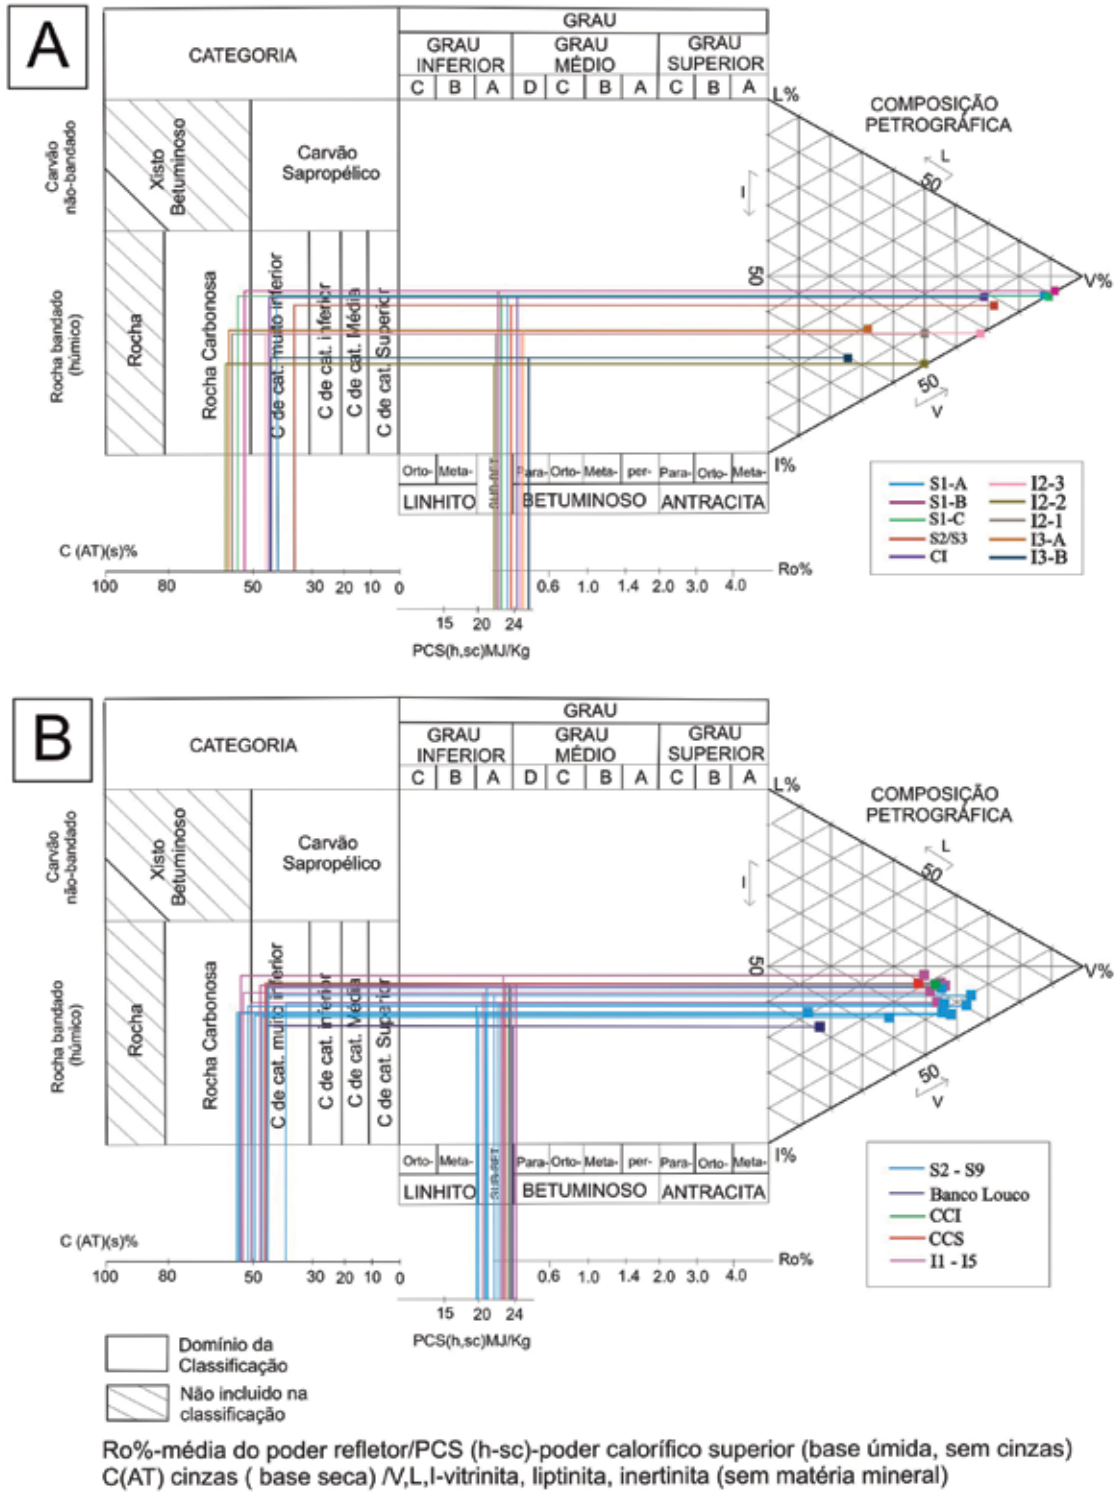 A
GRAU
CATEGORIA
GRAU INFERIOR
GRAU MÉDIO
GRAU SUPERIOR
C B A D C B A C B A
L%
COMPOSIÇÃO
PETROGRÁFICA
Carvão
não-bandado
Xisto
Betuminoso
Carvão
Sapropélico
L
50
I
50
V%
Rocha bandado
(húmico)
Rocha
Rocha Carbonosa
C de cat. muito inferior
C de cat. inferior
C de cat. Média
C de cat. Superior
50
V
I%
Orto- Meta- SUB-BET. Para- Orto- Meta- per- Para- Orto- Meta-
LINHITO BETUMINOSO ANTRACITA
S1-A I2-3
S1-B I2-2
S1-C I2-1
S2/S3 I3-A
CI I3-B
C (AT)(s)%
100 80 50 30 20 10 0
0.6 1.0 1.4 2.0 3.0 4.0
Ro%
15 20 24
PCS(h,sc)MJ/Kg
B
GRAU
CATEGORIA
GRAU INFERIOR
GRAU MÉDIO
GRAU SUPERIOR
C B A D C B A C B A
L%
COMPOSIÇÃO
PETROGRÁFICA
Carvão
não-bandado
Xisto
Betuminoso
Carvão
Sapropélico
L
50
I
50
V%
Rocha bandado
(húmico)
Rocha
Rocha Carbonosa
C de cat. muito inferior
C de cat. inferior
C de cat. Média
C de cat. Superior
50
V
I%
Orto- Meta- SUB-BET. Para- Orto- Meta- per- Para- Orto- Meta-
LINHITO BETUMINOSO ANTRACITA
S2 - S9
Banco Louco
CCI
CCS
I1 - I5
C (AT)(s)%
100 80 50 30 20 10 0
0.6 1.0 1.4 2.0 3.0 4.0
Ro%
15 20 24
PCS(h,sc)MJ/Kg
Domínio da
Classificação
Não incluido na
classificação
Ro%-média do poder refletor/PCS (h-sc)-poder calorífico superior (base úmida, sem cinzas)
C(AT) cinzas ( base seca) /V,L,I-vitrinita, liptinita, inertinita (sem matéria mineral)